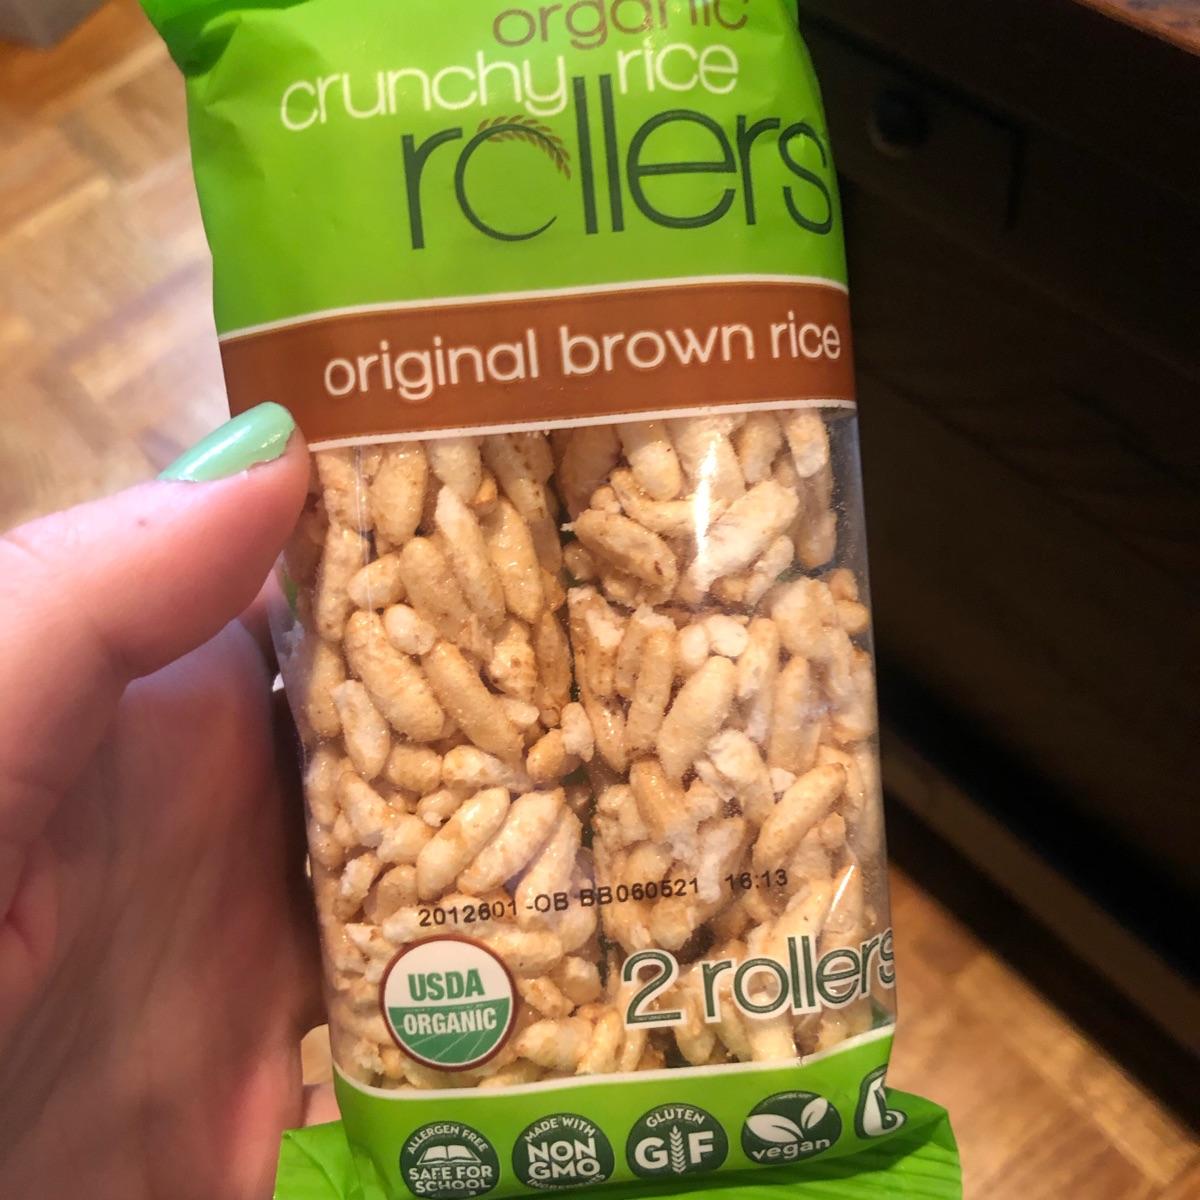 organic
crunchy rice
rollers
original brown rice
2012601-OB BB060521 16:13
USDA
ORGANIC
2 rollers
ALLERGEN FREE
SAFE FOR
SCHOOL
MADE WITH
NON
GMO
INGREDIENTS
GLUTEN
GF
vegan